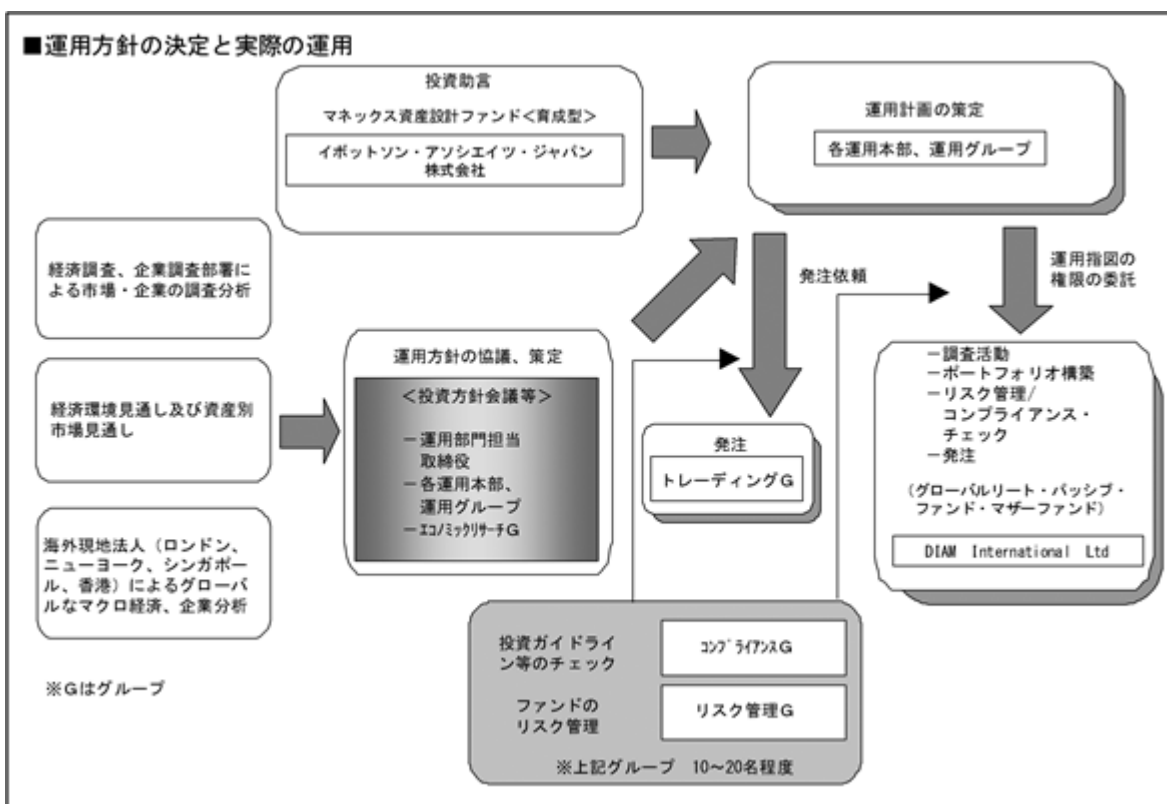 ■運用方針の決定と実際の運用
投資助言
マネックス資産設計ファンド＜育成型＞
イボットソン・アソシエイツ・ジャパン
株式会社
運用計画の策定
各運用本部、運用グループ
経済調査、企業調査部署に
よる市場・企業の調査分析
経済環境見通し及び資産別
市場見通し
海外現地法人（ロンドン、
ニューヨーク、シンガポー
ル、香港）によるグローバ
ルなマクロ経済、企業分析
※Gはグループ
運用方針の協議、策定
＜投資方針会議等＞
－運用部門担当
取締役
－各運用本部、
運用グループ
－ｴｺﾉﾐｯｸﾘｻｰﾁG
発注依頼
発注
トレーディングG
運用指図の
権限の委託
－調査活動
－ポートフォリオ構築
－リスク管理/
コンプライアンス・
チェック
－発注
（グローバルリート・パッシブ・
ファンド・マザーファンド）
DIAM International Ltd
投資ガイドライ
ン等のチェック
ｺﾝﾌﾟﾗｲｱﾝｽG
ファンドの
リスク管理
リスク管理G
※上記グループ 10～20名程度